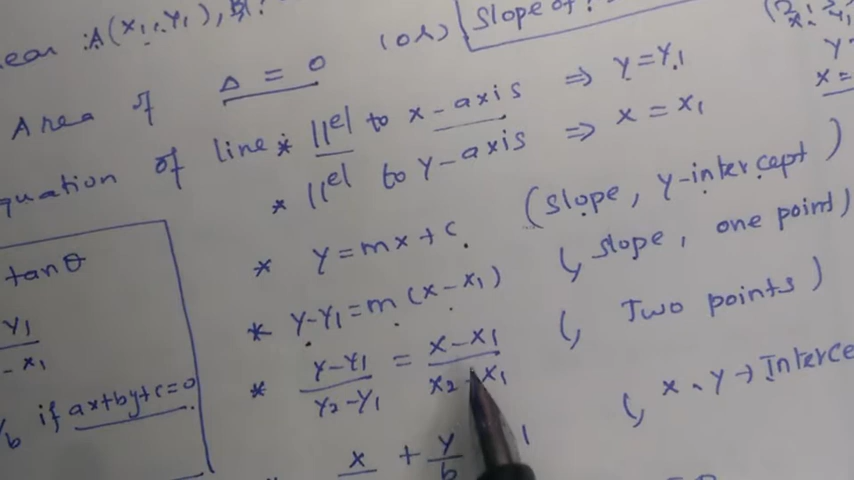 A(x₁, y₁),
(or) Slope of
Area of Δ = 0
Equation of line * ||el to x-axis ⇒ y = y₁
* ||el to y-axis ⇒ x = x₁
* y = mx + c. (slope, y-intercept)
* y-y₁ = m (x-x₁) (, slope, one point)
* y-y₁/y₂-y₁ = x-x₁/x₂-x₁ (, Two points)
x/ + y/b 1 (, x, y → Interce
tanθ
y₁
- x₁
/b if ax+by+c=0